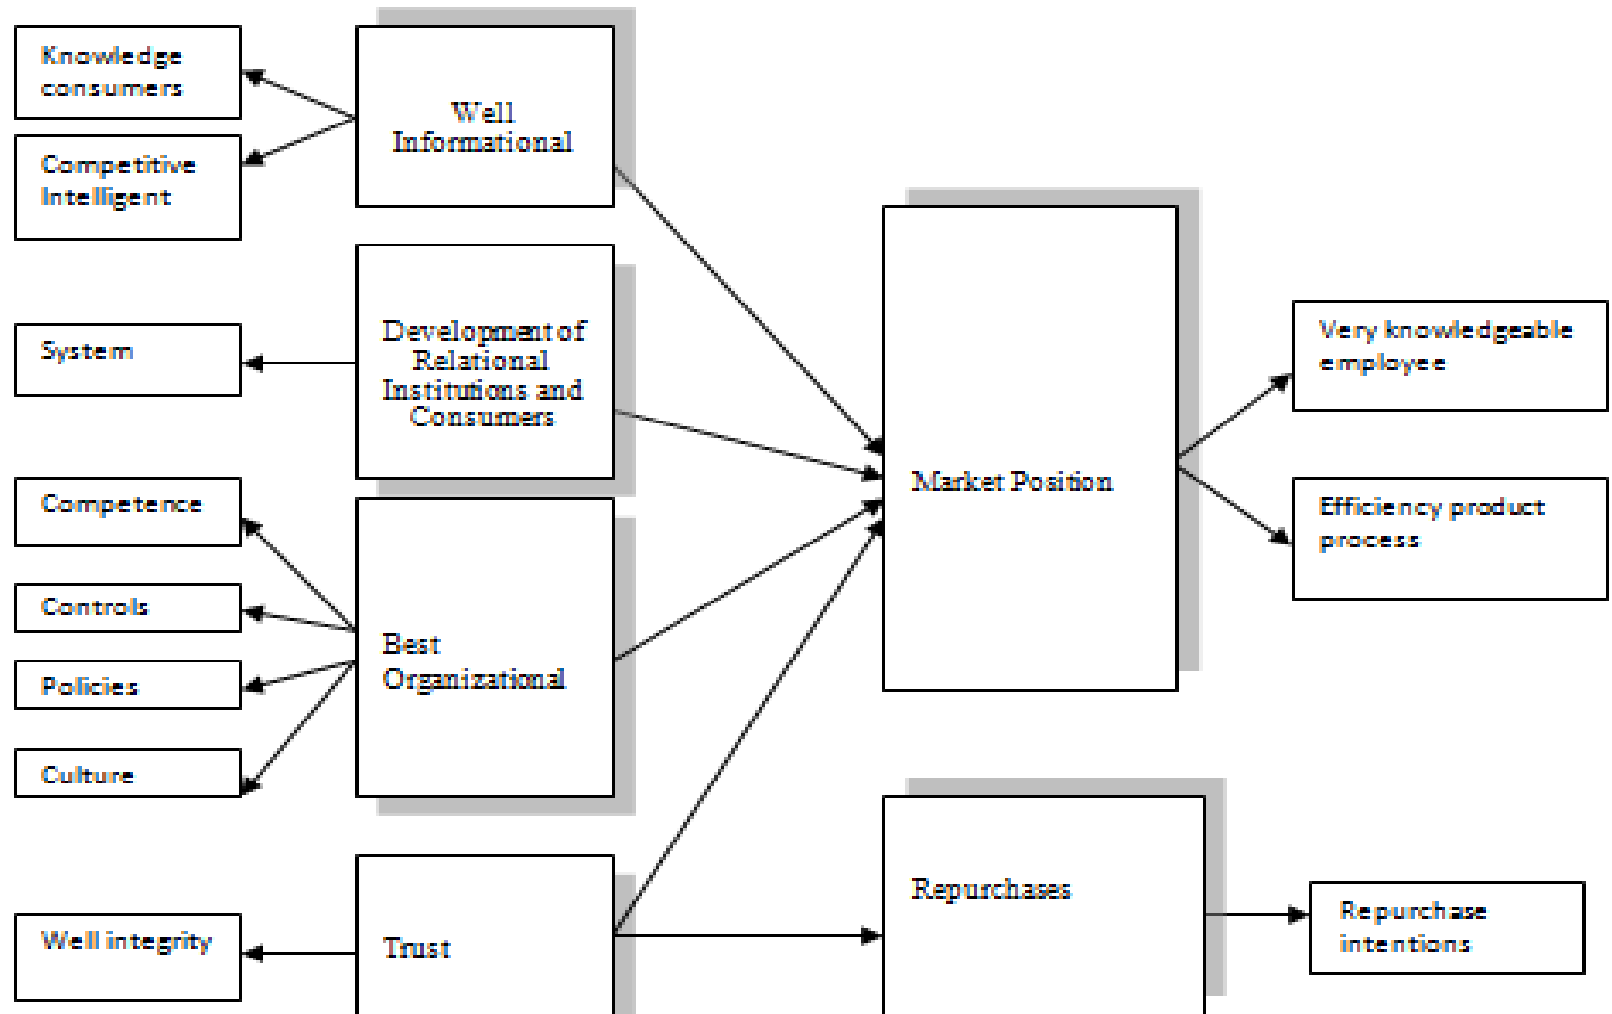 Knowledge
consumers
Competitive
Intelligent
System
Competence
Controls
Policies
Culture
Well integrity
Well
Informational
Development of
Relational
Institutions and
Consumers
Best
Organizational
Trust
Market Position
Repurchases
Very knowledgeable
employee
Efficiency product
process
Repurchase
intentions